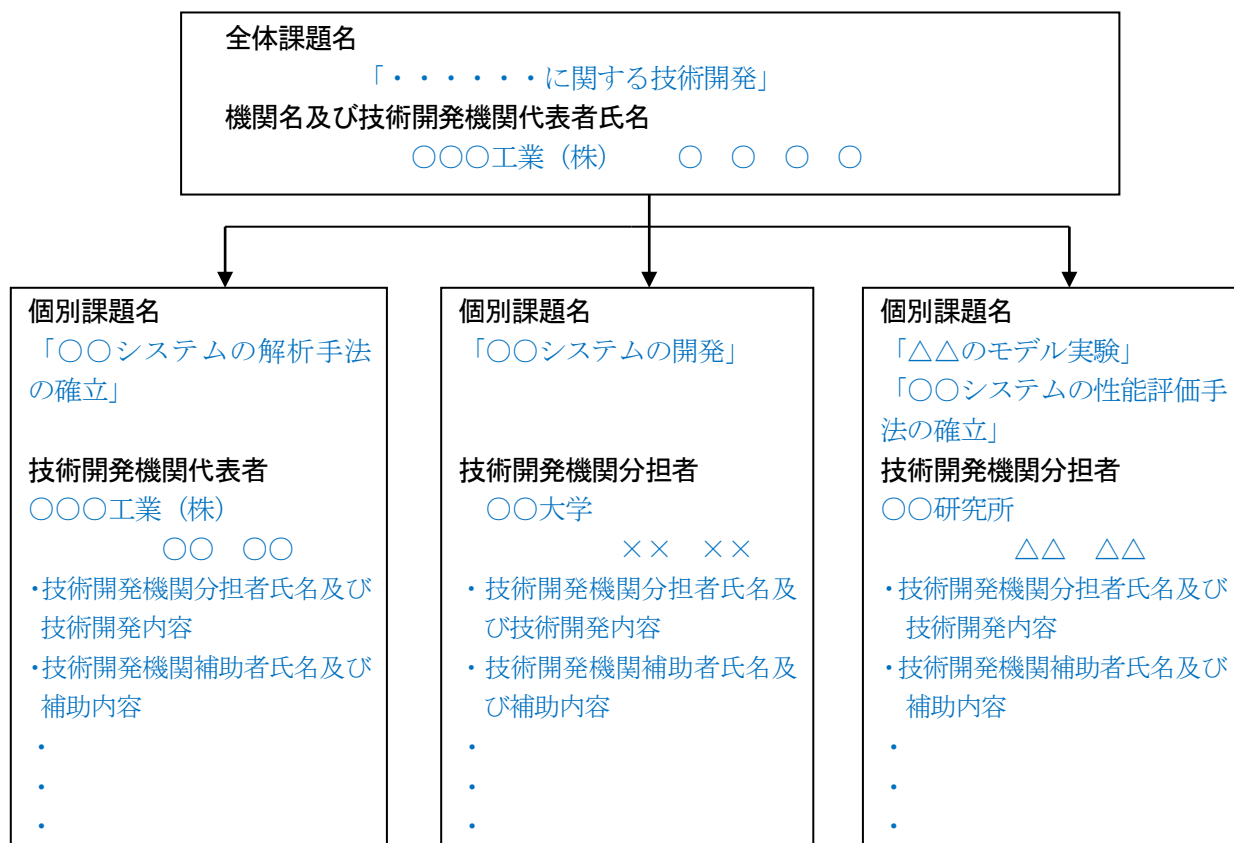 全体課題名
「・・・・・・に関する技術開発」
機関名及び技術開発機関代表者氏名
○○○工業（株）　　○　○　○　○
個別課題名
「○○システムの解析手法
の確立」
技術開発機関代表者
○○○工業（株）
○○　○○
・技術開発機関分担者氏名及び
技術開発内容
・技術開発機関補助者氏名及び
補助内容
・
・
・
個別課題名
「○○システムの開発」
技術開発機関分担者
○○大学
××　××
・技術開発機関分担者氏名及
び技術開発内容
・技術開発機関補助者氏名及
び補助内容
・
・
・
個別課題名
「△△のモデル実験」
「○○システムの性能評価手
法の確立」
技術開発機関分担者
○○研究所
△△　△△
・技術開発機関分担者氏名及び
技術開発内容
・技術開発機関補助者氏名及び
補助内容
・
・
・